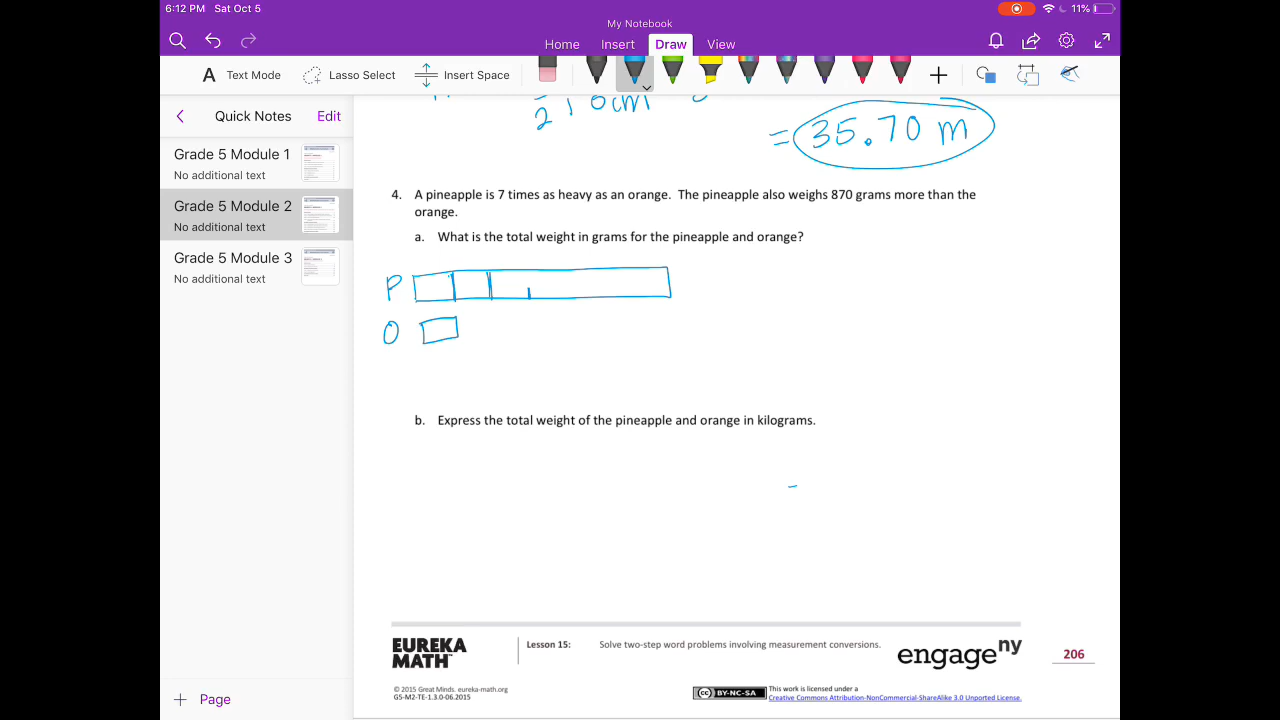 6:12 PM Sat Oct 5
11%
My Notebook
Home Insert Draw View
Text Mode Lasso Select Insert Space
Quick Notes Edit
Grade 5 Module 1
No additional text
Grade 5 Module 2
No additional text
Grade 5 Module 3
No additional text
= 35.70 m
4. A pineapple is 7 times as heavy as an orange. The pineapple also weighs 870 grams more than the
orange.
a. What is the total weight in grams for the pineapple and orange?
P
O
b. Express the total weight of the pineapple and orange in kilograms.
EUREKA
MATH™
Lesson 15: Solve two-step word problems involving measurement conversions.
engageny
206
© 2015 Great Minds. eureka-math.org
G5-M2-TE-1.3.0-06.2015
CC BY-NC-SA
This work is licensed under a
Creative Commons Attribution-NonCommercial-ShareAlike 3.0 Unported License.
+ Page